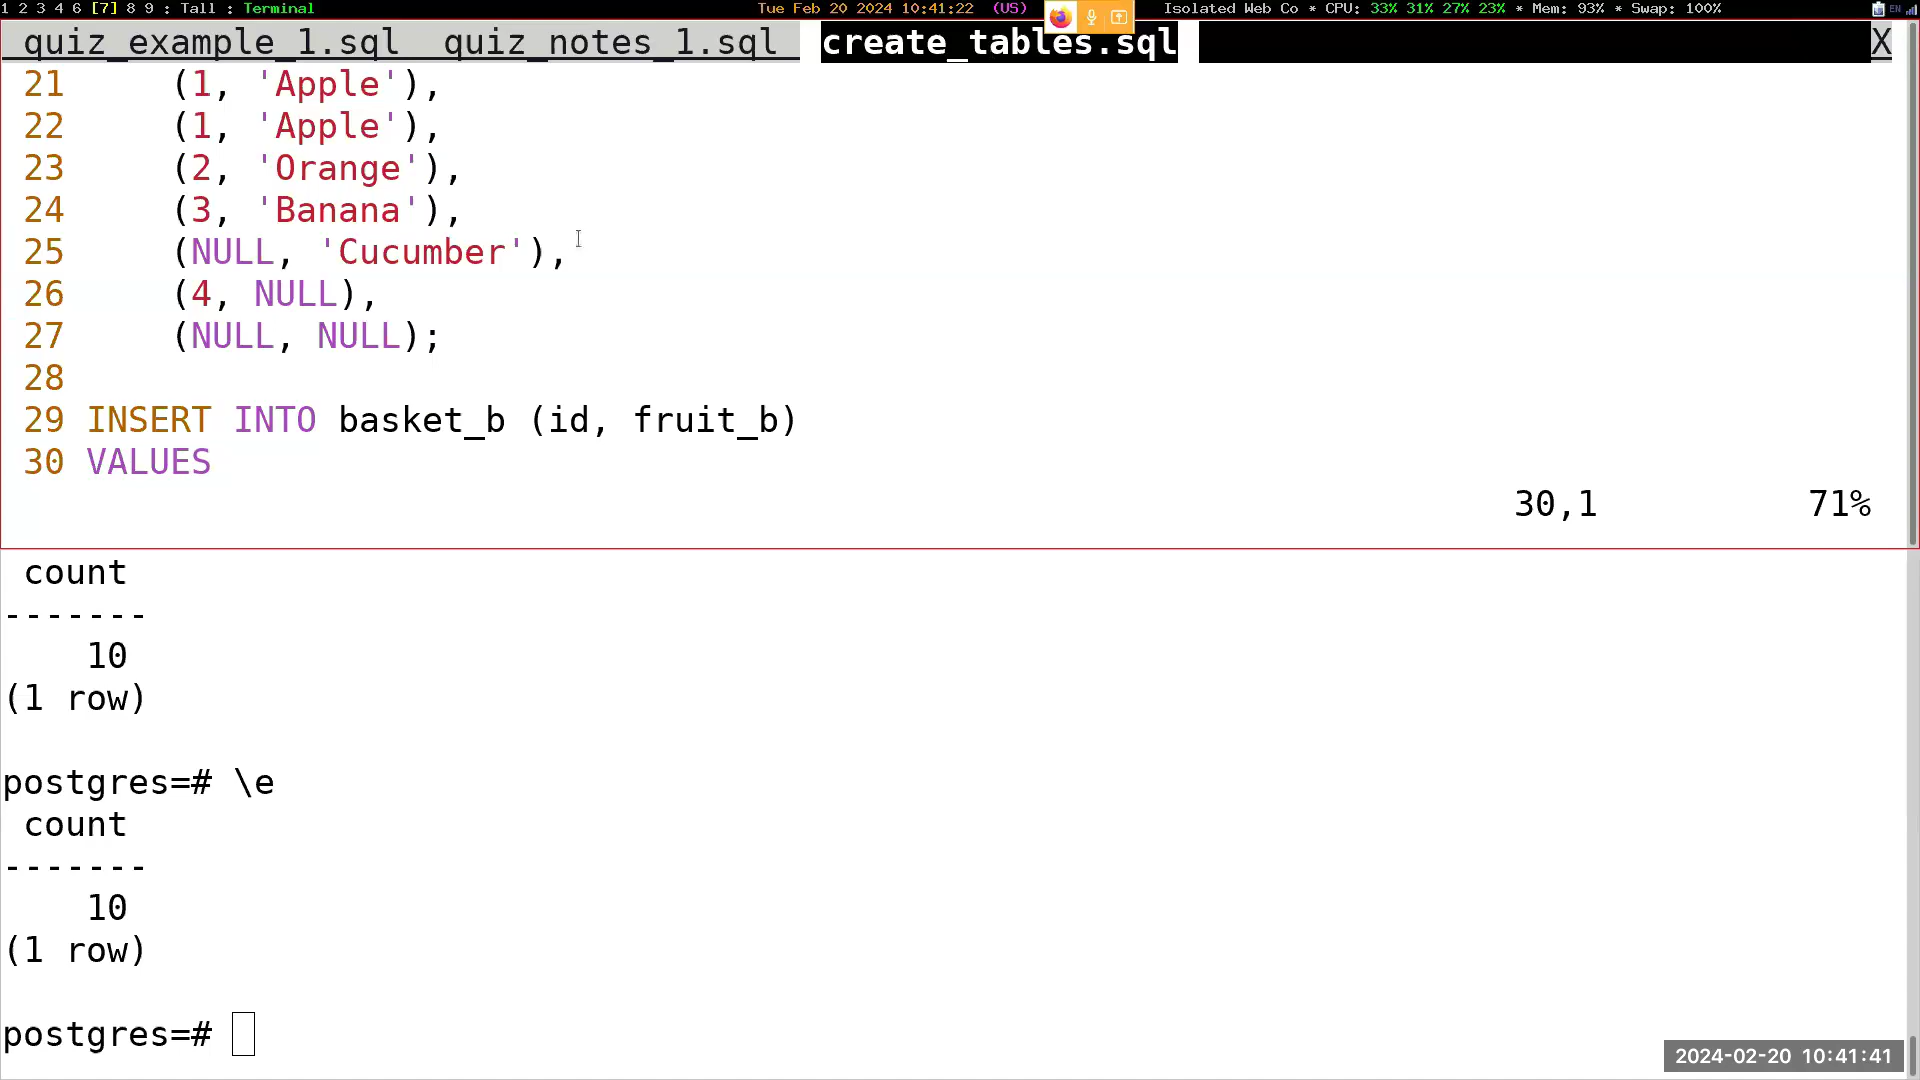 1 2 3 4 6 [7] 8 9 : Tall : Terminal Tue Feb 20 2024 10:41:22 (US) Isolated Web Co * CPU: 33% 31% 27% 23% * Mem: 93% * Swap: 100% EN
quiz_example_1.sql quiz_notes_1.sql create_tables.sql X
21 (1, 'Apple'),
22 (1, 'Apple'),
23 (2, 'Orange'),
24 (3, 'Banana'),
25 (NULL, 'Cucumber'),
26 (4, NULL),
27 (NULL, NULL);
28
29 INSERT INTO basket_b (id, fruit_b)
30 VALUES
30,1 71%
count
-------
10
(1 row)
postgres=# \e
count
-------
10
(1 row)
postgres=#
2024-02-20 10:41:41